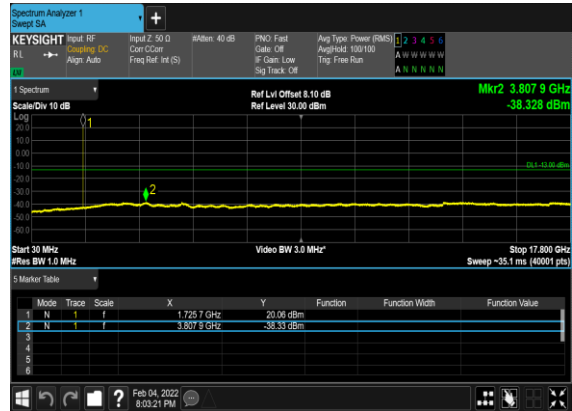 Spectrum Analyzer 1
Swept SA
+
KEYSIGHT Input: RF Input Z: 50 Ω #Atten: 40 dB PNO: Fast Avg Type: Power (RMS) 1 2 3 4 5 6
RL Coupling: DC Corr CCorr Gate: Off Avg|Hold: 100/100 A W W W W W
Align: Auto Freq Ref: Int (S) IF Gain: Low Trig: Free Run
Sig Track: Off A N N N N N
1 Spectrum Ref Lvl Offset 8.10 dB Mkr2 3.807 9 GHz
Scale/Div 10 dB Ref Level 30.00 dBm -38.328 dBm
Log
20.0
1
10.0
0.00
-10.0
DL1 -13.00 dBm
-20.0
-30.0
2
-40.0
-50.0
-60.0
Start 30 MHz Video BW 3.0 MHz* Stop 17.800 GHz
#Res BW 1.0 MHz Sweep ~35.1 ms (40001 pts)
5 Marker Table
Mode Trace Scale X Y Function Function Width Function Value
1 N 1 f 1.725 7 GHz 20.06 dBm
2 N 1 f 3.807 9 GHz -38.33 dBm
3
4
5
6
? Feb 04, 2022
8:03:21 PM